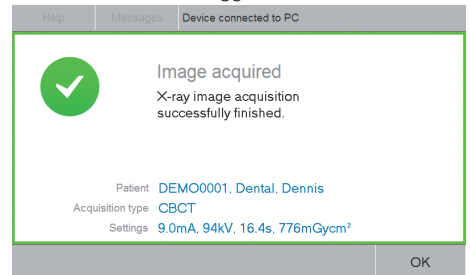 Help Messages Device connected to PC
Image acquired
X-ray image acquisition
successfully finished.
Patient DEMO0001, Dental, Dennis
Acquisition type CBCT
Settings 9.0mA, 94kV, 16.4s, 776mGycm²
OK